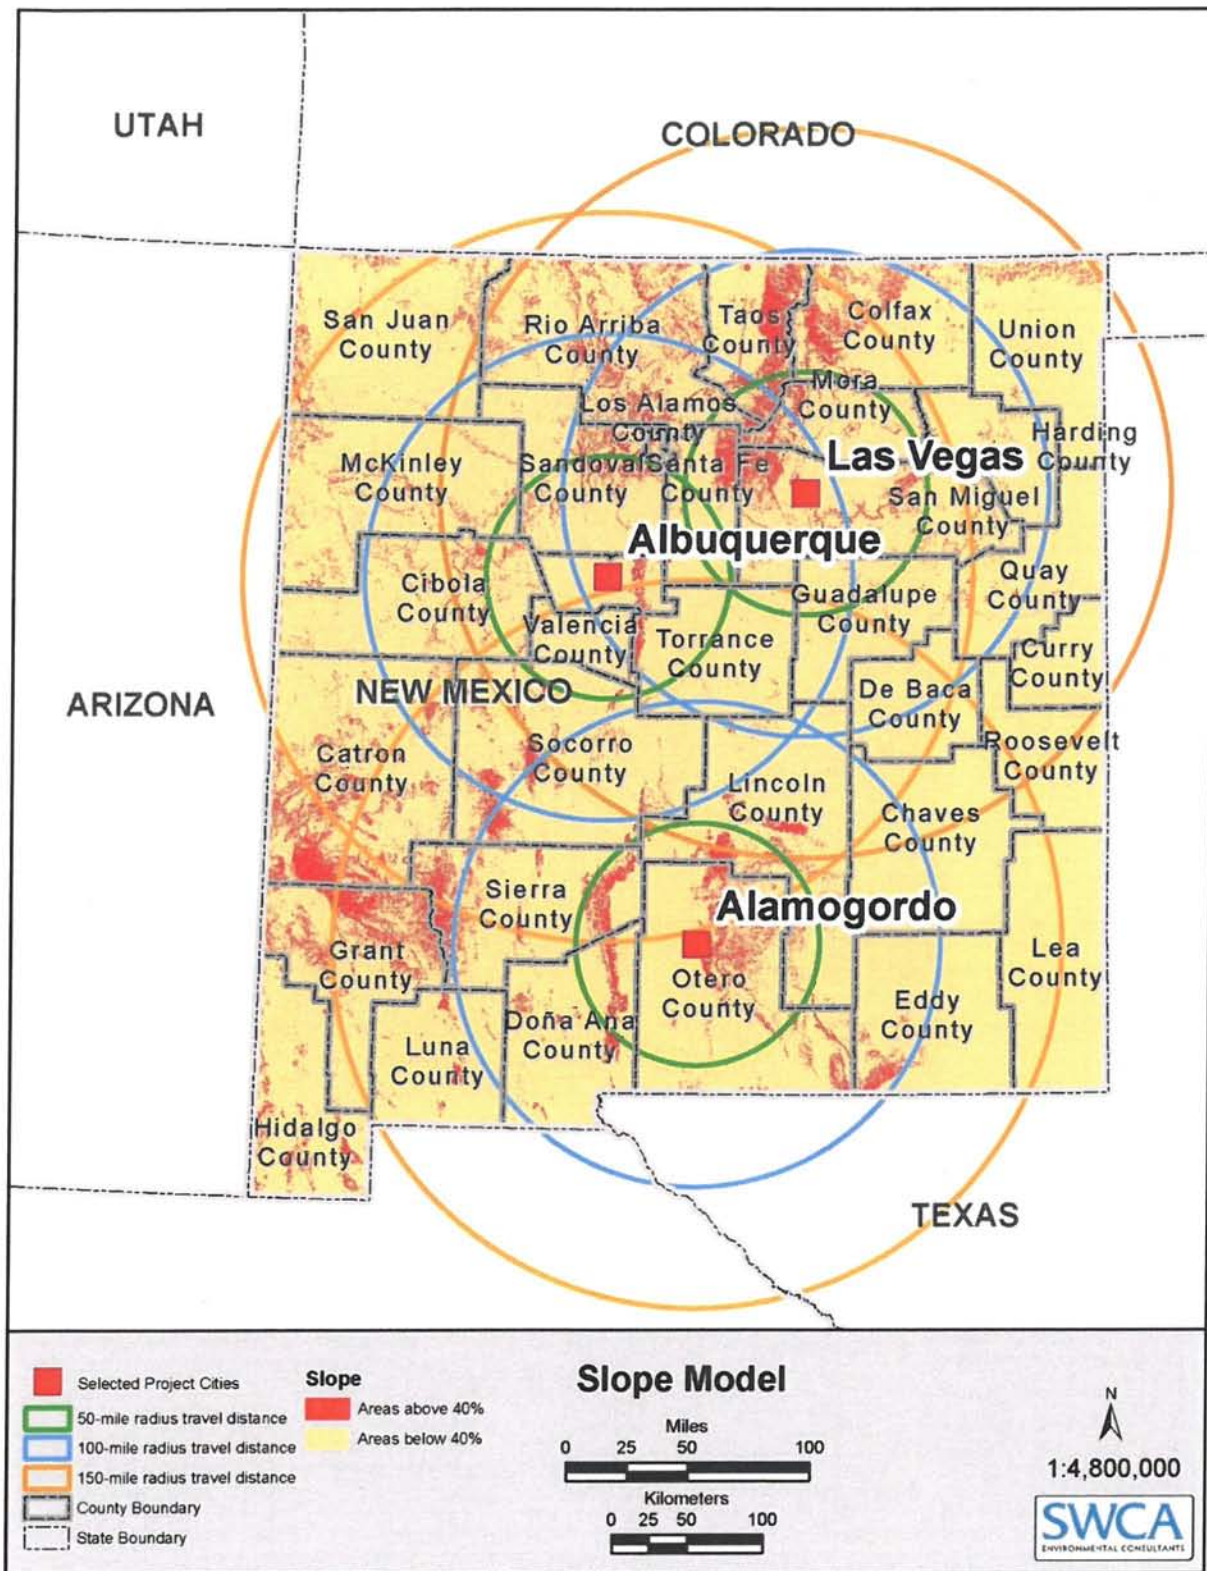 UTAH
COLORADO
San Juan
County
Rio Arriba
County
Taos
County
Colfax
County
Union
County
Mora
County
Los Alamos
County
Harding
County
McKinley
County
Sandoval
County
Santa Fe
County
Las Vegas
San Miguel
County
Albuquerque
Cibola
County
Valencia
County
Torrance
County
Guadalupe
County
Quay
County
Curry
County
ARIZONA
NEW MEXICO
De Baca
County
Roosevelt
County
Catron
County
Socorro
County
Lincoln
County
Chaves
County
Sierra
County
Alamogordo
Grant
County
Otero
County
Lea
County
Eddy
County
Luna
County
Doña Ana
County
Hidalgo
County
TEXAS
Selected Project Cities
50-mile radius travel distance
100-mile radius travel distance
150-mile radius travel distance
County Boundary
State Boundary
Slope
Areas above 40%
Areas below 40%
Slope Model
Miles
0 25 50 100
Kilometers
0 25 50 100
N
1:4,800,000
SWCA
ENVIRONMENTAL CONSULTANTS